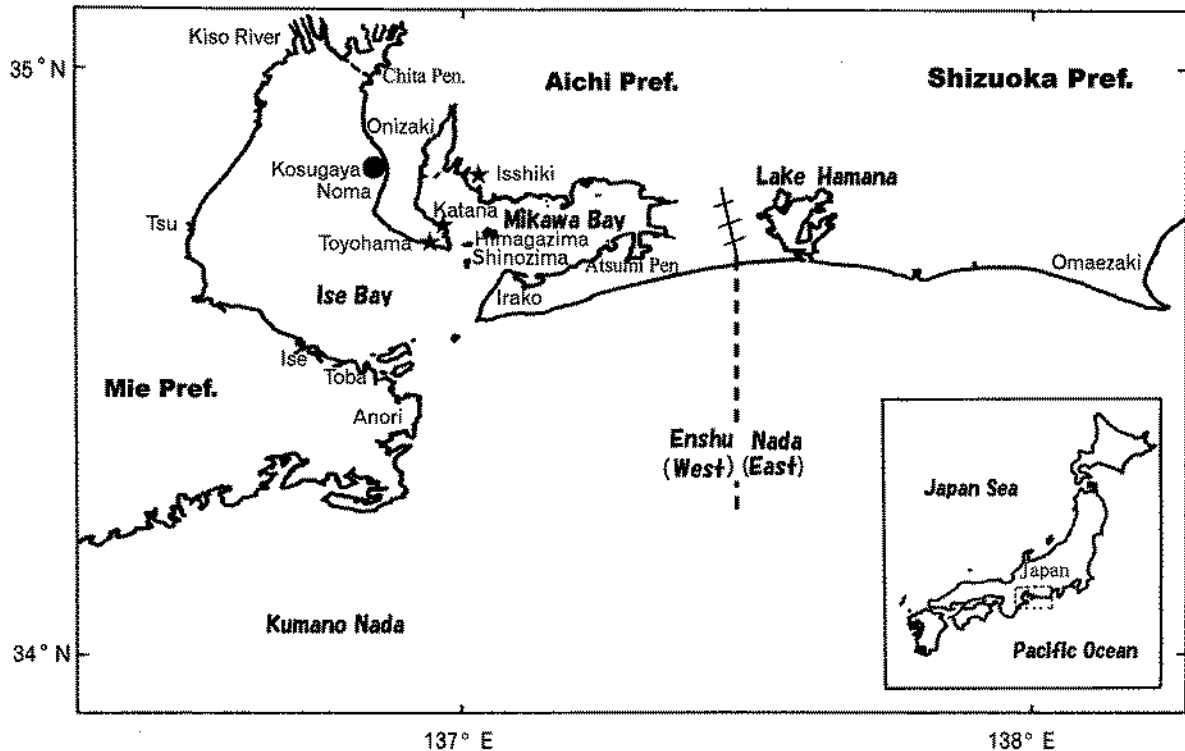 Kiso River
35° N
Chita Pen.
Aichi Pref.
Shizuoka Pref.
Onizaki
Kosugaya
Noma
Isshiki
Lake Hamana
Tsu
Katana
Mikawa Bay
Toyohama
Himagazima
Shinozima
Atsumi Pen
Omaezaki
Ise Bay
Irako
Ise
Toba
Mie Pref.
Anori
Enshu Nada
(West) (East)
Japan Sea
Japan
Kumano Nada
Pacific Ocean
34° N
137° E
138° E